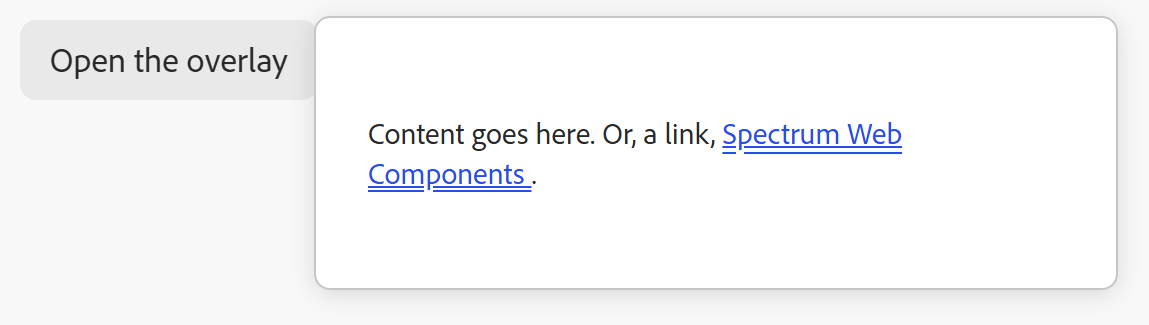 Open the overlay
Content goes here. Or, a link, Spectrum Web
Components .